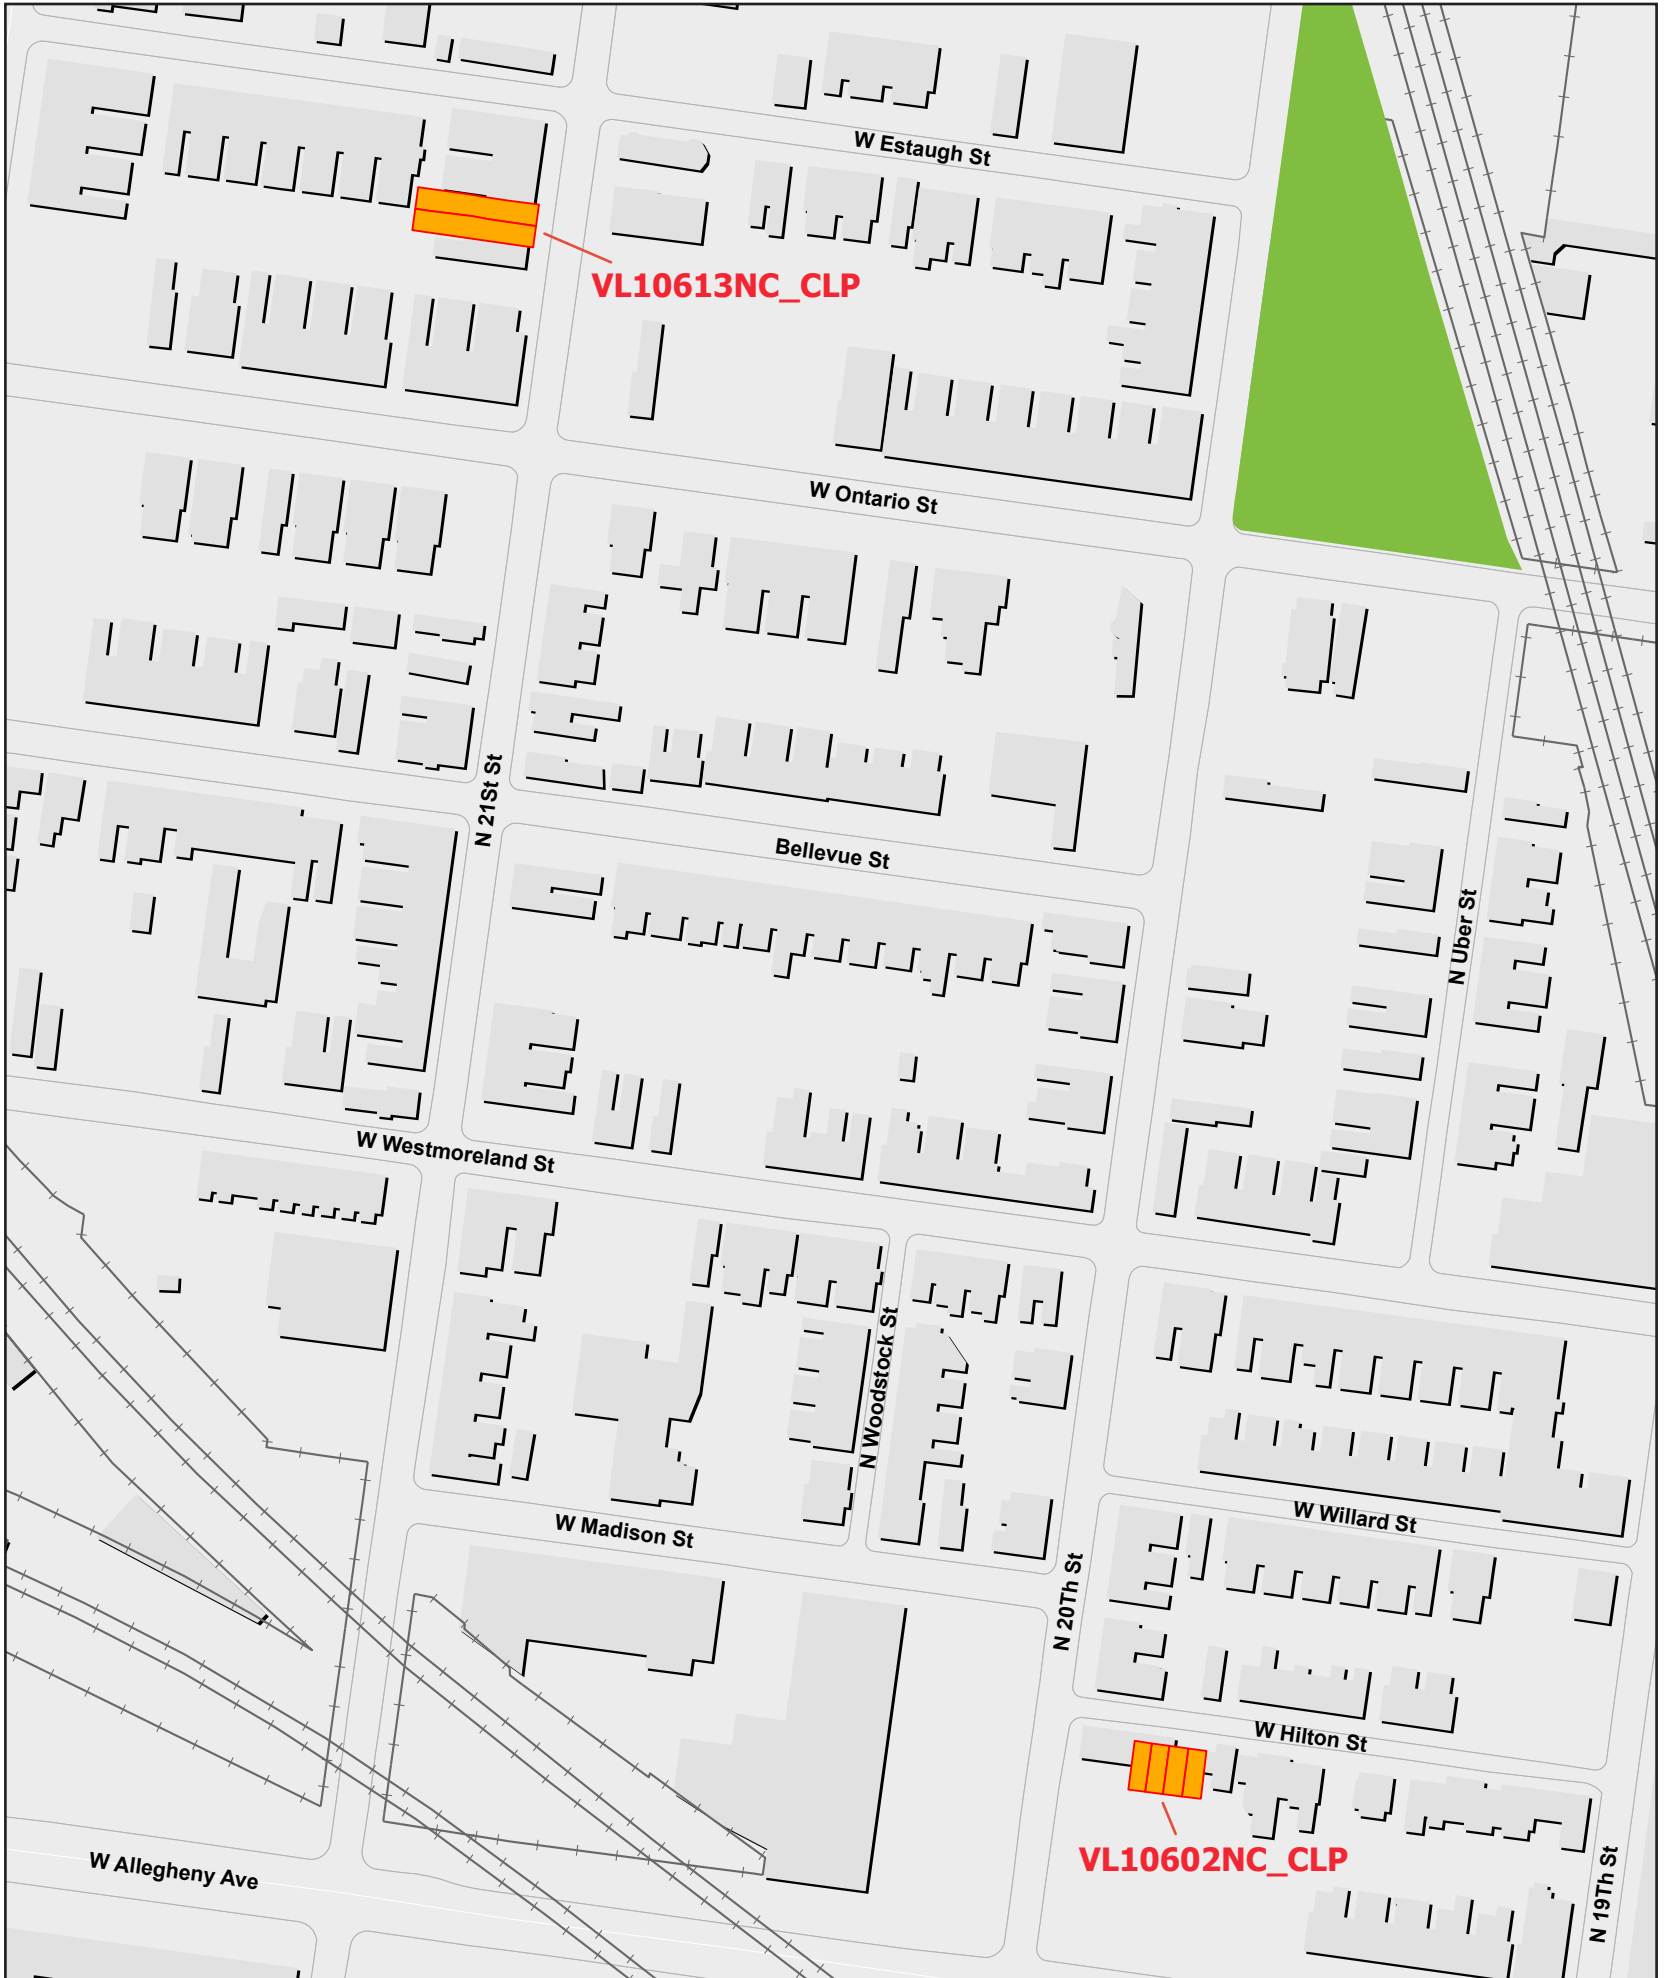 W Estaugh St
VL10613NC_CLP
W Ontario St
N 21St St
Bellevue St
N Uber St
W Westmoreland St
N Woodstock St
W Willard St
W Madison St
N 20Th St
W Hilton St
VL10602NC_CLP
W Allegheny Ave
N 19Th St